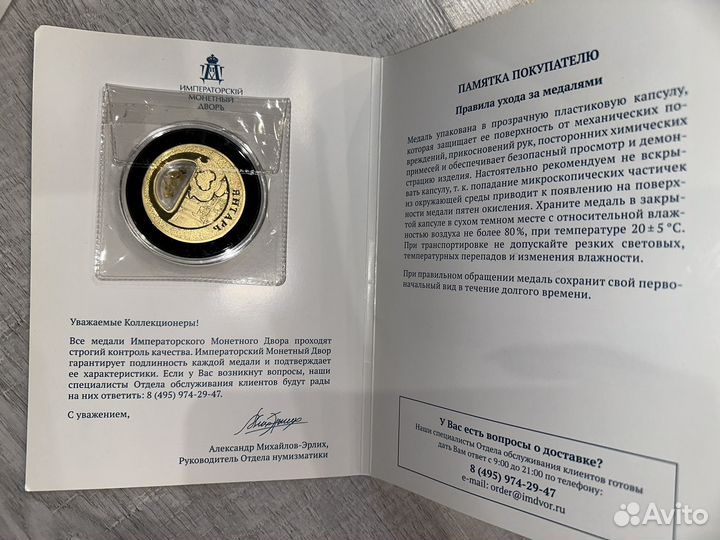 ИМПЕРАТОРСКІЙ
МОНЕТНЫЙ
ДВОРЪ
ЯНТАРЬ
Уважаемые Коллекционеры!
Все медали Императорского Монетного Двора проходят
строгий контроль качества. Императорский Монетный Двор
гарантирует подлинность каждой медали и подтверждает
ее характеристики. Если у Вас возникнут вопросы, наши
специалисты Отдела обслуживания клиентов будут рады
на них ответить: 8 (495) 974-29-47.
С уважением,
Александр Михайлов-Эрлих,
Руководитель Отдела нумизматики
ПАМЯТКА ПОКУПАТЕЛЮ
Правила ухода за медалями
Медаль упакована в прозрачную пластиковую капсулу,
которая защищает ее поверхность от механических по-
вреждений, прикосновений рук, посторонних химических
примесей и обеспечивает безопасный просмотр и демон-
страцию изделия. Настоятельно рекомендуем не вскры-
вать капсулу, т. к. попадание микроскопических частичек
из окружающей среды приводит к появлению на поверх-
ности медали пятен окисления. Храните медаль в закры-
той капсуле в сухом темном месте с относительной влаж-
ностью воздуха не более 80%, при температуре 20 ± 5 °С.
При транспортировке не допускайте резких световых,
температурных перепадов и изменения влажности.
При правильном обращении медаль сохранит свой перво-
начальный вид в течение долгого времени.
У Вас есть вопросы о доставке?
Наши специалисты Отдела обслуживания клиентов готовы
дать Вам ответ с 9:00 до 21:00 по телефону:
8 (495) 974-29-47
e-mail: order@imdvor.ru
Avito